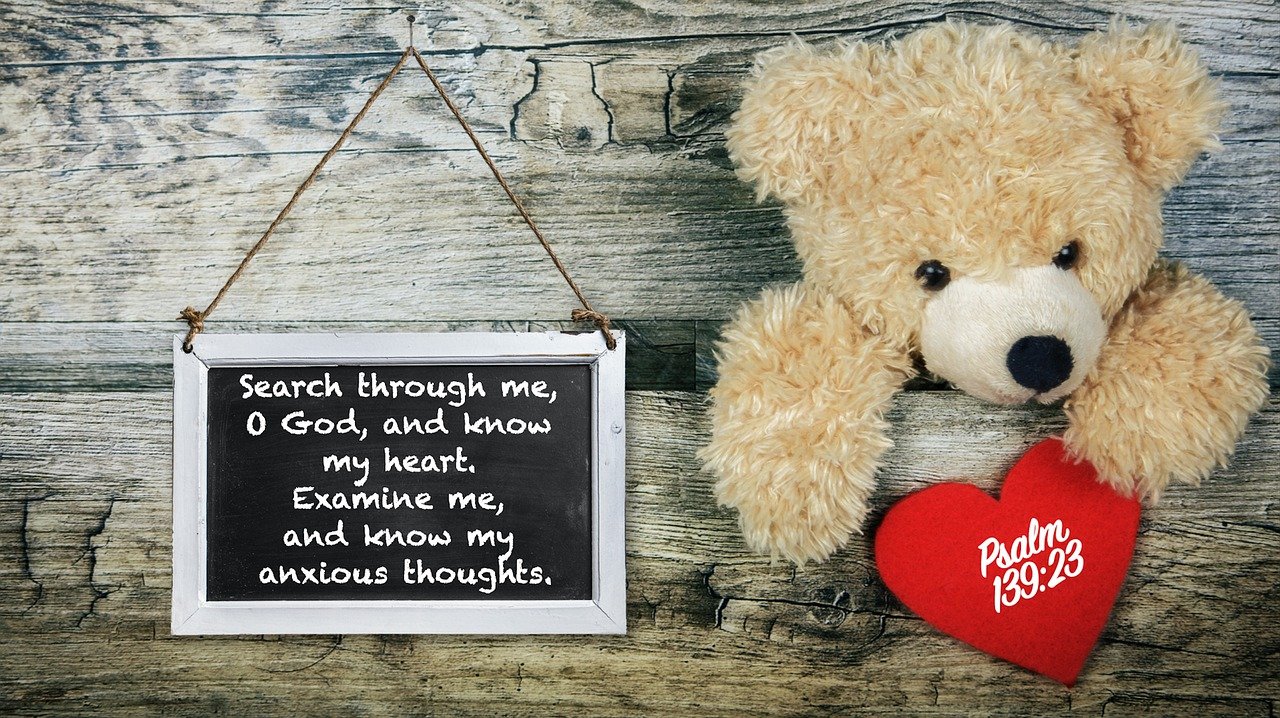 Search through me,
O God, and know
my heart.
Examine me,
and know my
anxious thoughts.
Psalm
139:23